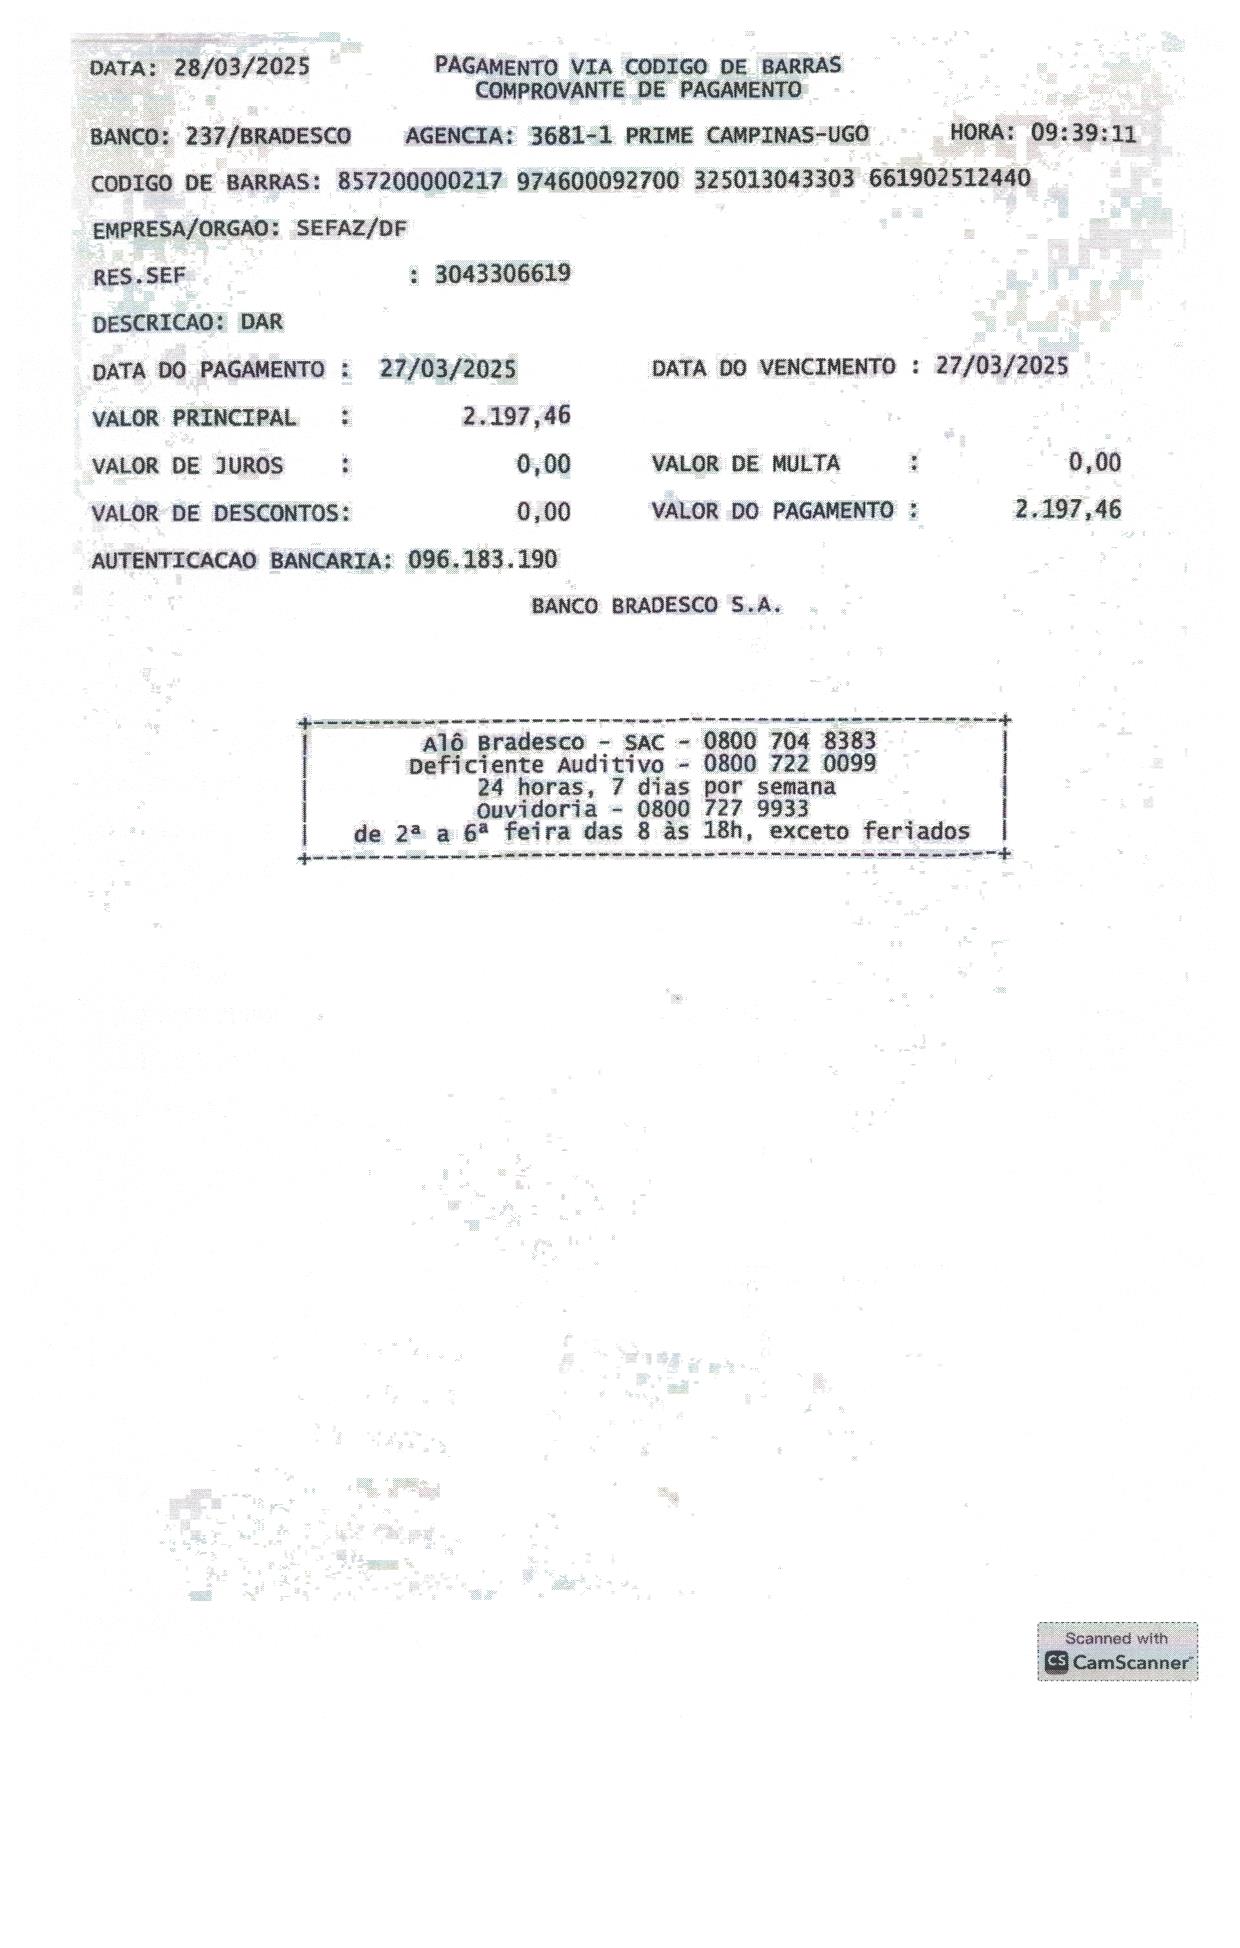 DATA: 28/03/2025 PAGAMENTO VIA CODIGO DE BARRAS
COMPROVANTE DE PAGAMENTO
BANCO: 237/BRADESCO AGENCIA: 3681-1 PRIME CAMPINAS-UGO HORA: 09:39:11
CODIGO DE BARRAS: 857200000217 974600092700 325013043303 661902512440
EMPRESA/ORGAO: SEFAZ/DF
RES.SEF : 3043306619
DESCRICAO: DAR
DATA DO PAGAMENTO : 27/03/2025 DATA DO VENCIMENTO : 27/03/2025
VALOR PRINCIPAL : 2.197,46
VALOR DE JUROS : 0,00 VALOR DE MULTA : 0,00
VALOR DE DESCONTOS: 0,00 VALOR DO PAGAMENTO : 2.197,46
AUTENTICACAO BANCARIA: 096.183.190
BANCO BRADESCO S.A.
Alô Bradesco - SAC - 0800 704 8383
Deficiente Auditivo - 0800 722 0099
24 horas, 7 dias por semana
Ouvidoria - 0800 727 9933
de 2ª a 6ª feira das 8 às 18h, exceto feriados
Scanned with
CS CamScanner